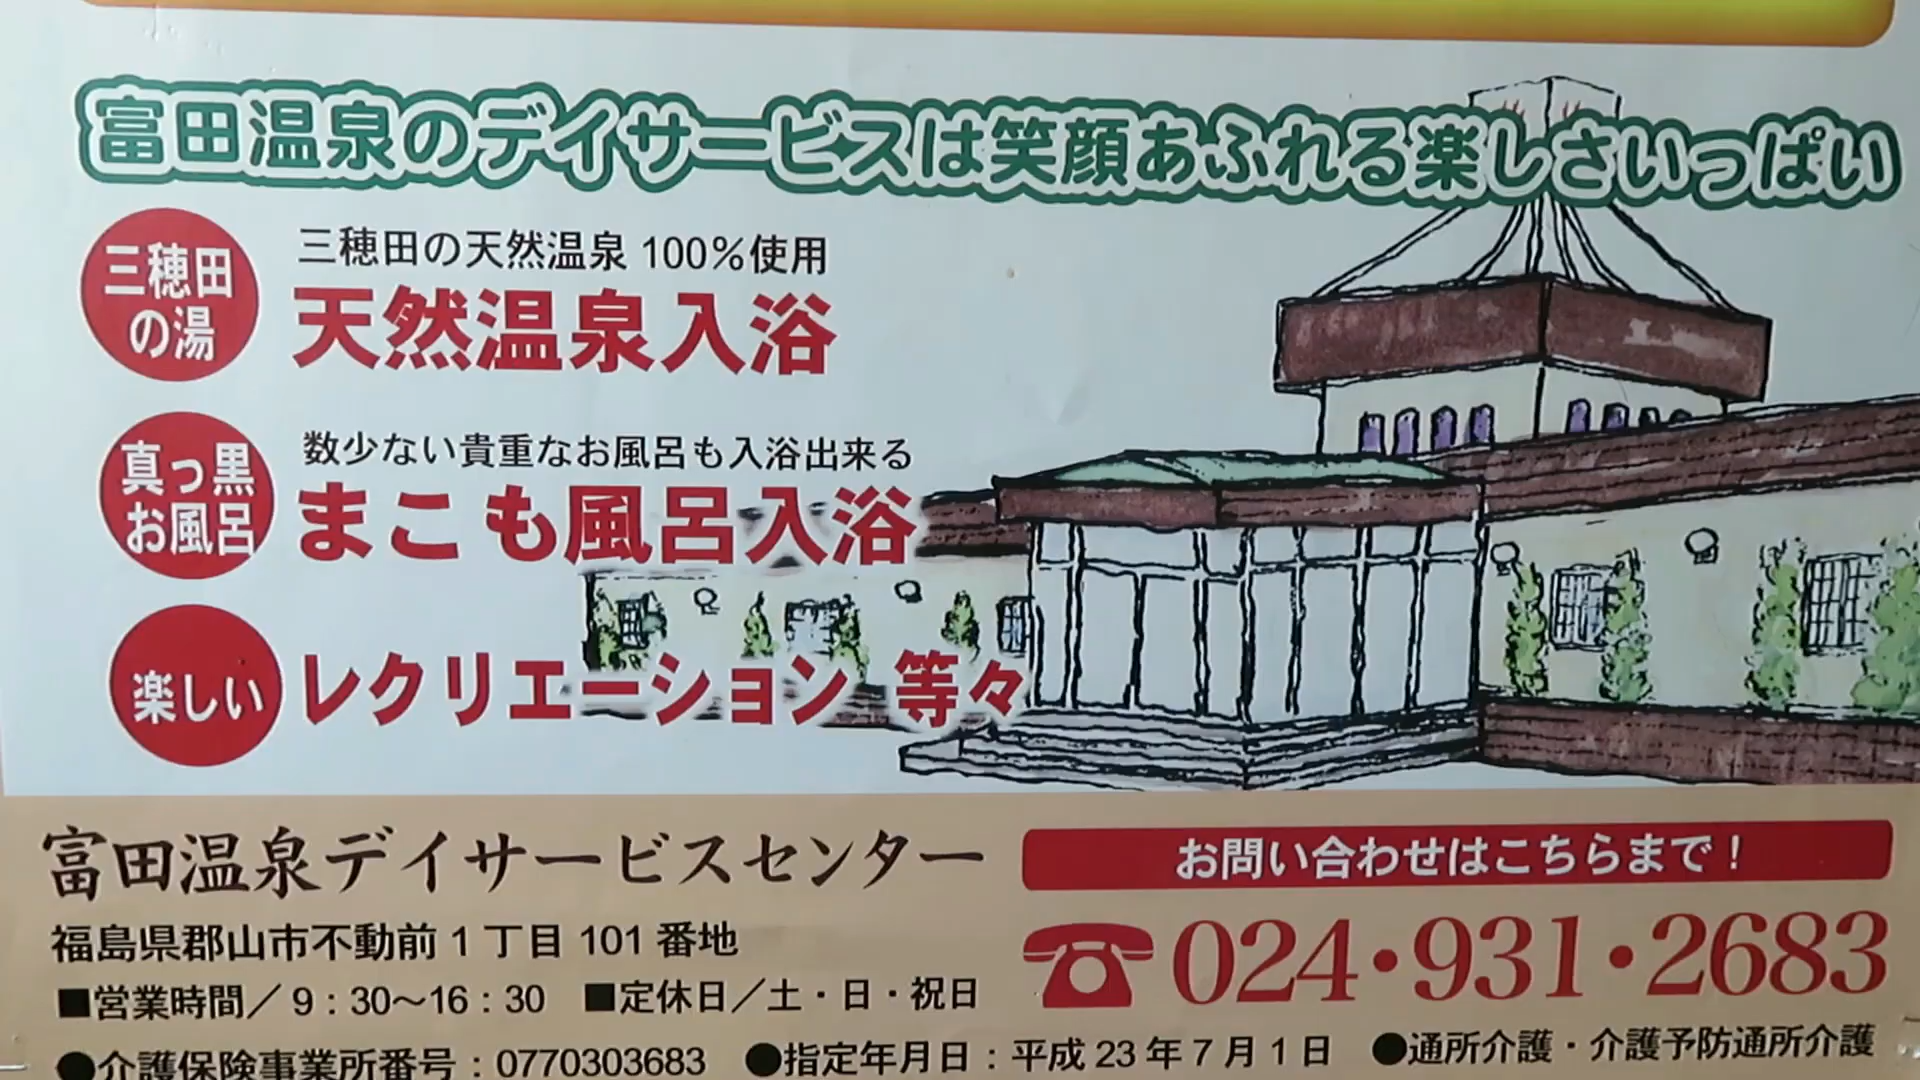 富田温泉のデイサービスは笑顔あふれる楽しさいっぱい
三穂田
の湯
三穂田の天然温泉100%使用
天然温泉入浴
真っ黒
お風呂
数少ない貴重なお風呂も入浴出来る
まこも風呂入浴
楽しい
レクリエーション 等々
富田温泉デイサービスセンター
福島県郡山市不動前1丁目101番地
■営業時間／9：30〜16：30 ■定休日／土・日・祝日
●介護保険事業所番号：0770303683 ●指定年月日：平成23年7月1日 ●通所介護・介護予防通所介護
お問い合わせはこちらまで！
024・931・2683